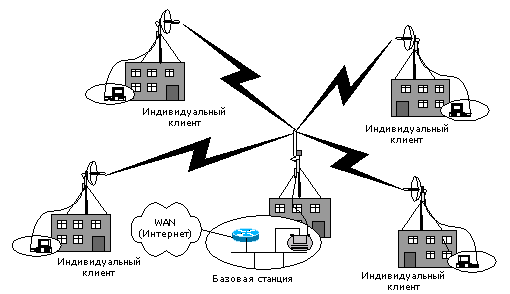 Индивидуальный
клиент
Индивидуальный
клиент
WAN
(Интернет)
Индивидуальный
клиент
Базовая станция
Индивидуальный
клиент